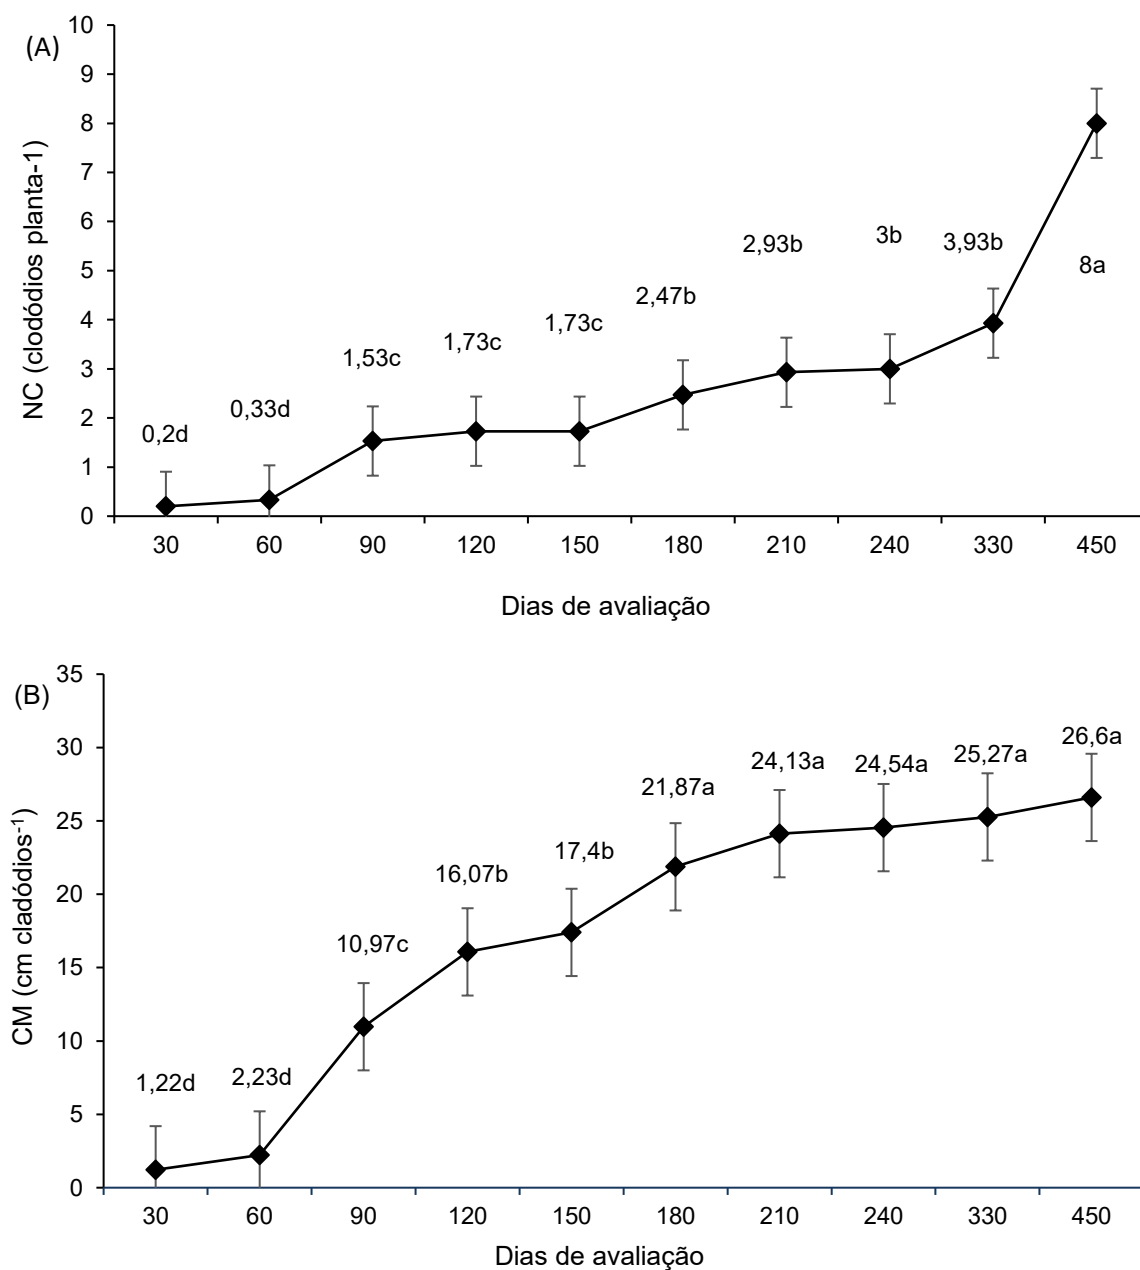 (A)
NC (clodódios planta-1)
10
9
8
7
6
5
4
3
2
1
0
0,2d
0,33d
1,53c
1,73c
1,73c
2,47b
2,93b
3b
3,93b
8a
30 60 90 120 150 180 210 240 330 450
Dias de avaliação
(B)
CM (cm cladódios-1)
35
30
25
20
15
10
5
0
1,22d
2,23d
10,97c
16,07b
17,4b
21,87a
24,13a
24,54a
25,27a
26,6a
30 60 90 120 150 180 210 240 330 450
Dias de avaliação